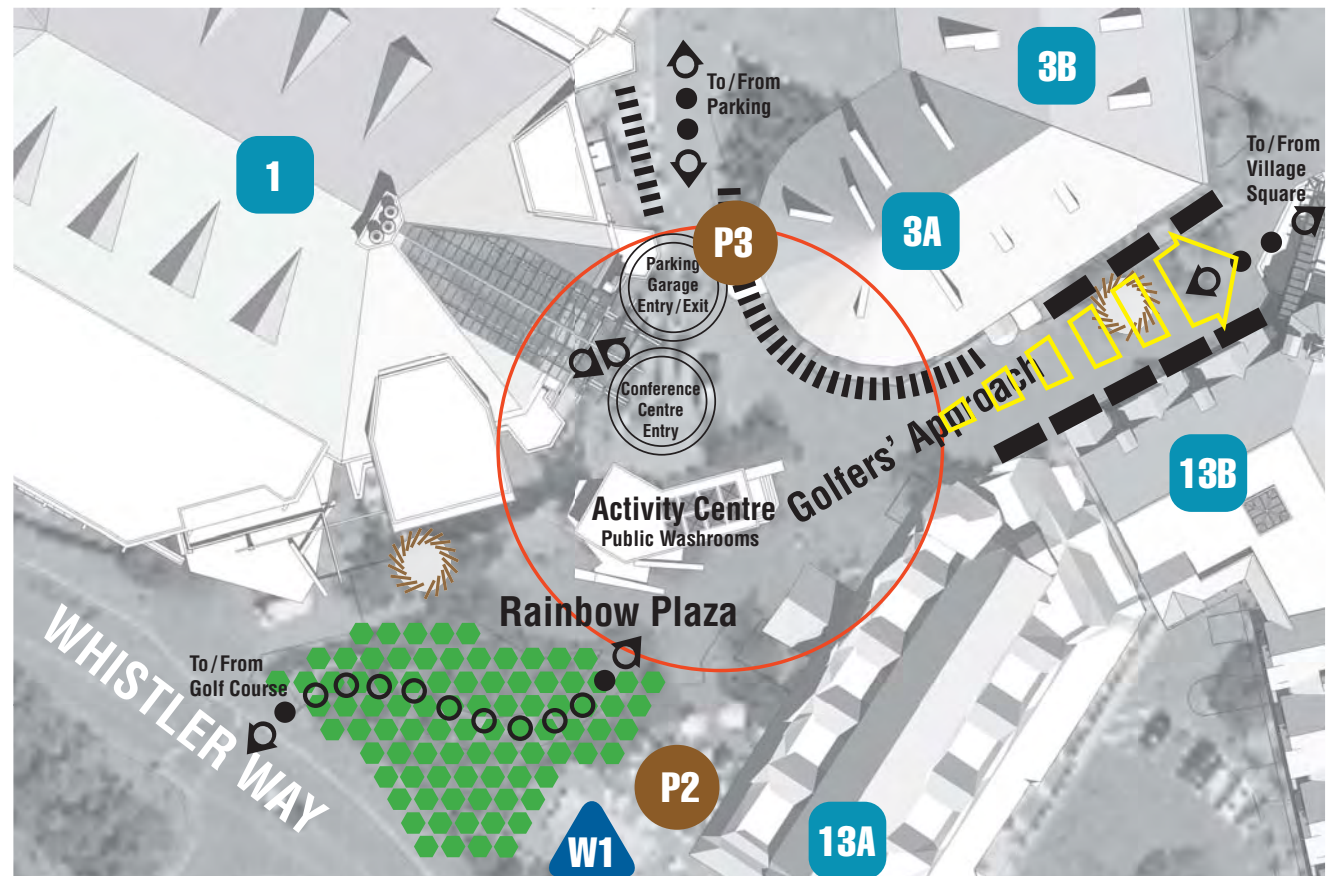 3B
To/From
Parking
1
To/From
Village
Square
3A
P3
Parking
Garage
Entry/Exit
Conference
Centre
Entry
Golfers' Approach
13B
Activity Centre
Public Washrooms
Rainbow Plaza
To/From
Golf Course
WHISTLER WAY
P2
W1
13A